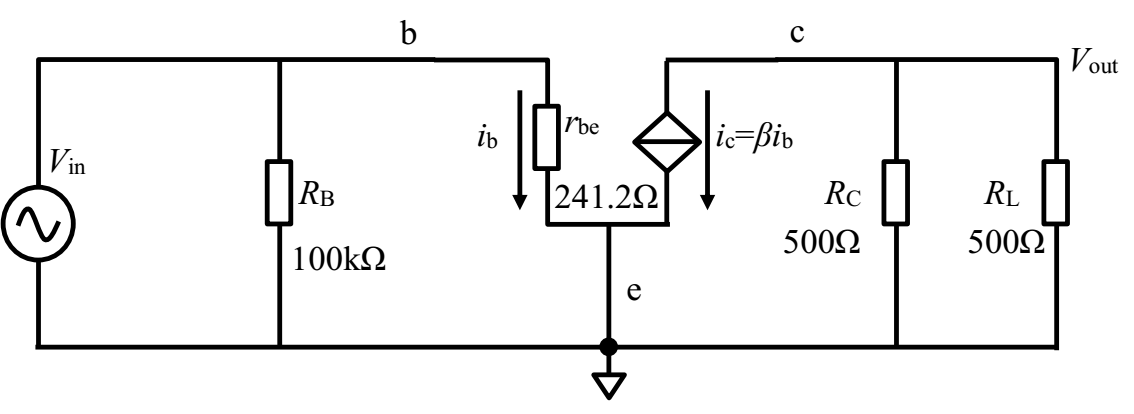 b
c
Vout
Vin
ib
rbe
ic=βib
241.2Ω
RB
100kΩ
RC
500Ω
RL
500Ω
e